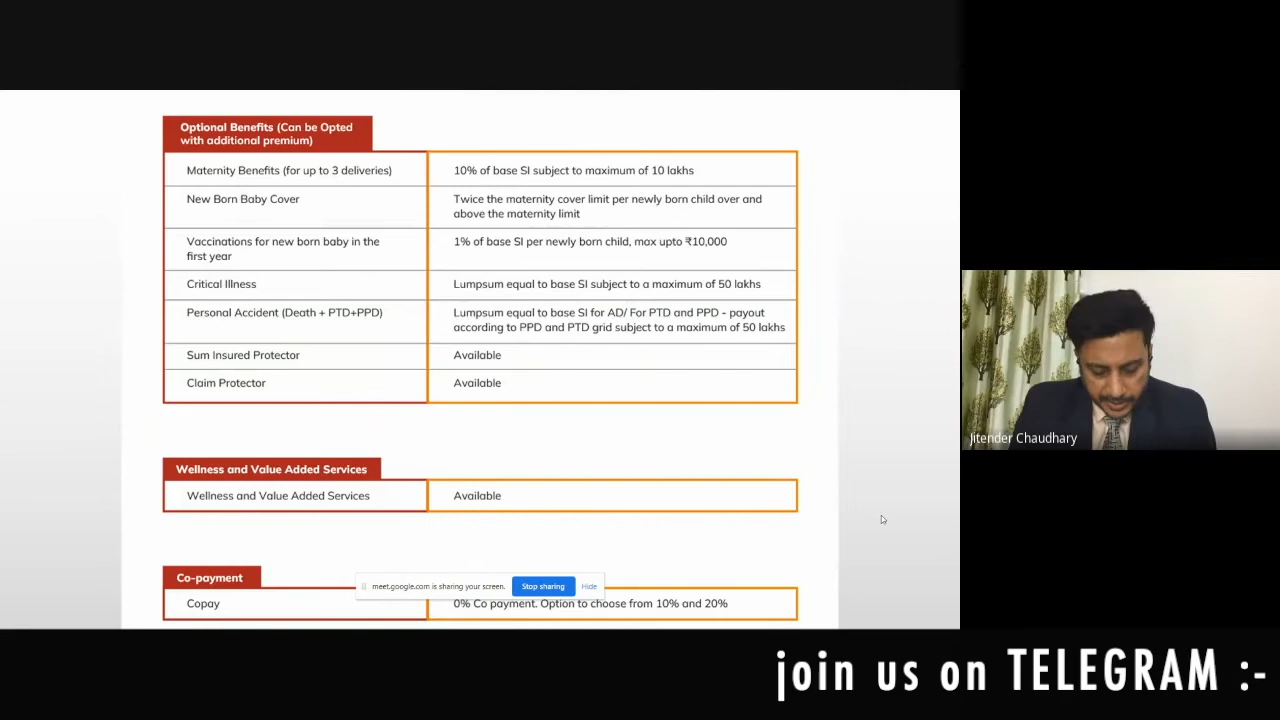 Optional Benefits (Can be Opted
with additional premium)
Maternity Benefits (for up to 3 deliveries)
10% of base SI subject to maximum of 10 lakhs
New Born Baby Cover
Twice the maternity cover limit per newly born child over and
above the maternity limit
Vaccinations for new born baby in the
first year
1% of base SI per newly born child, max upto ₹10,000
Critical Illness
Lumpsum equal to base SI subject to a maximum of 50 lakhs
Personal Accident (Death + PTD+PPD)
Lumpsum equal to base SI for AD/ For PTD and PPD - payout
according to PPD and PTD grid subject to a maximum of 50 lakhs
Sum Insured Protector
Available
Claim Protector
Available
Wellness and Value Added Services
Wellness and Value Added Services
Available
Co-payment
meet.google.com is sharing your screen.
Stop sharing
Hide
Copay
0% Co payment. Option to choose from 10% and 20%
Jitender Chaudhary
join us on TELEGRAM :-